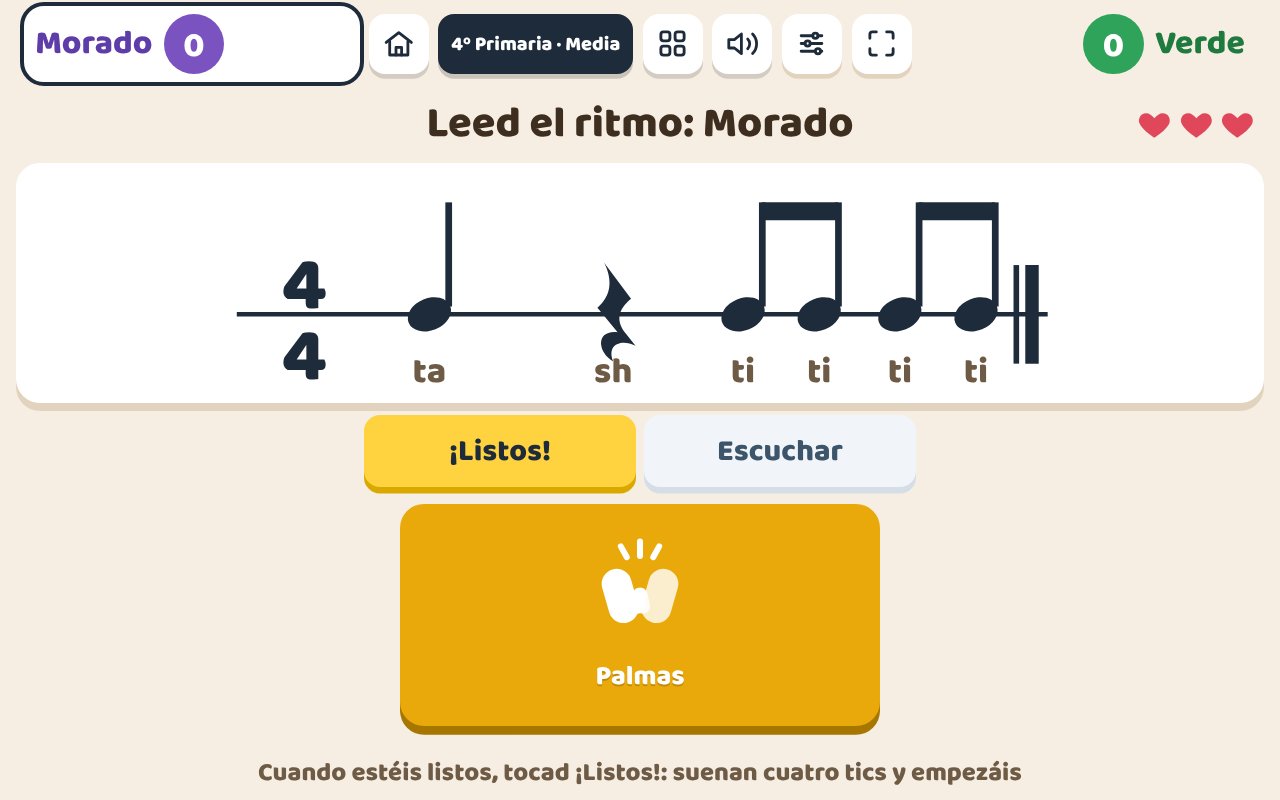 Morado 0
4º Primaria · Media
0 Verde
Leed el ritmo: Morado
4
4
ta sh ti ti ti ti
¡Listos!
Escuchar
Palmas
Cuando estéis listos, tocad ¡Listos!: suenan cuatro tics y empezáis